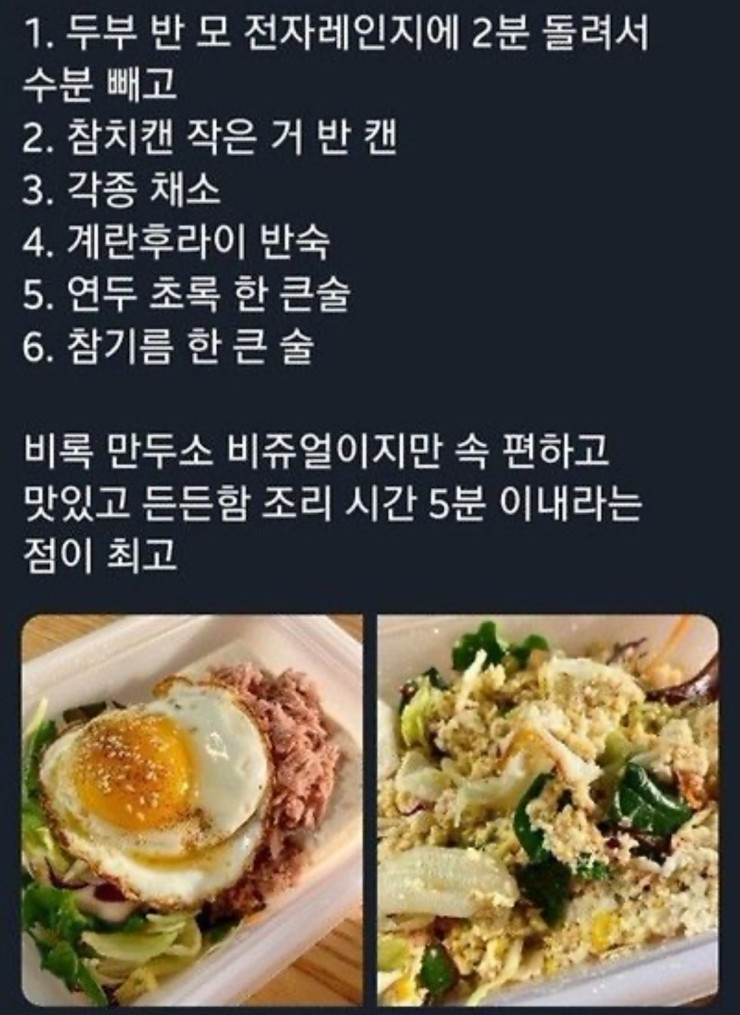 1. 두부 반 모 전자레인지에 2분 돌려서
수분 빼고
2. 참치캔 작은 거 반 캔
3. 각종 채소
4. 계란후라이 반숙
5. 연두 초록 한 큰술
6. 참기름 한 큰 술
비록 만두소 비쥬얼이지만 속 편하고
맛있고 든든함 조리 시간 5분 이내라는
점이 최고